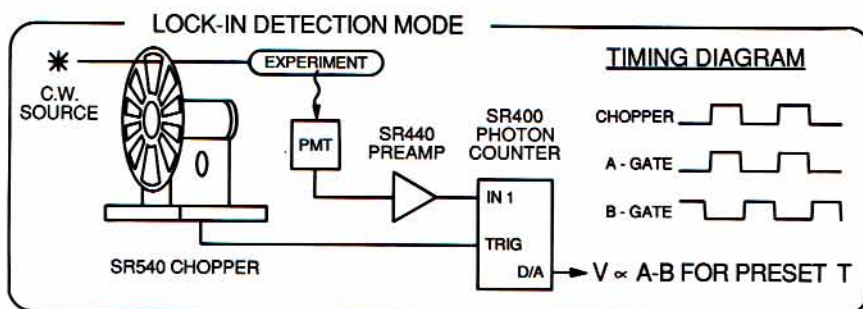 LOCK-IN DETECTION MODE
C.W.
SOURCE
EXPERIMENT
SR540 CHOPPER
PMT
SR440
PREAMP
SR400
PHOTON
COUNTER
IN 1
TRIG
D/A
V ∝ A-B FOR PRESET T
TIMING DIAGRAM
CHOPPER
A - GATE
B - GATE